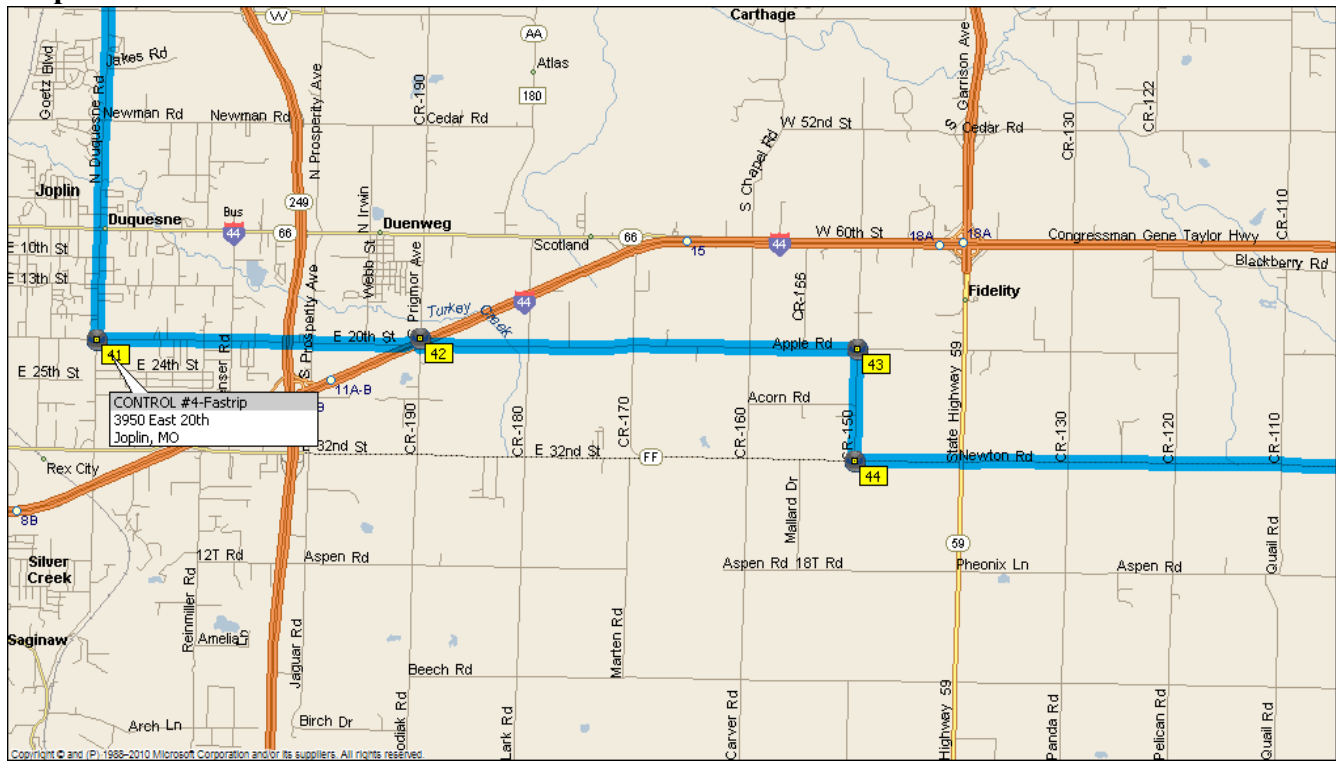 Carthage
W
AA
Jakes Rd
Goetz Blvd
N Duquesne Rd
Atlas
180
CR-190
N Prosperity Ave
Garrison Ave
CR-122
Newman Rd
Newman Rd
Cedar Rd
W 52nd St
S Cedar Rd
CR-130
S Chapel Rd
Joplin
249
N Irwin
Webb St
Duquesne
Bus
44
66
Duenweg
Scotland
66
15
44
W 60th St
18A
18A
Congressman Gene Taylor Hwy
CR-110
Blackberry Rd
E 10th St
E 13th St
S Prosperity Ave
Prigmor Ave
Turkey Creek
44
CR-155
Fidelity
E 20th St
Apple Rd
41
42
43
E 24th St
E 25th St
11A-B
CONTROL #4-Fastrip
3950 East 20th
Joplin, MO
Acorn Rd
State Highway 59
CR-190
CR-180
CR-170
CR-160
CR-150
CR-130
CR-120
CR-110
E 32nd St
E 32nd St
FF
Newton Rd
44
Rex City
8B
Mallard Dr
59
Silver
Creek
12T Rd
Aspen Rd
Aspen Rd 18T Rd
Pheonix Ln
Aspen Rd
Quail Rd
Reinmiller Rd
Saginaw
Jaguar Rd
Marten Rd
Beech Rd
Arch Ln
Birch Dr
Lark Rd
Carver Rd
Highway 59
Panda Rd
Pelican Rd
Quail Rd
Copyright © and (P) 1988–2010 Microsoft Corporation and/or its suppliers. All rights reserved.